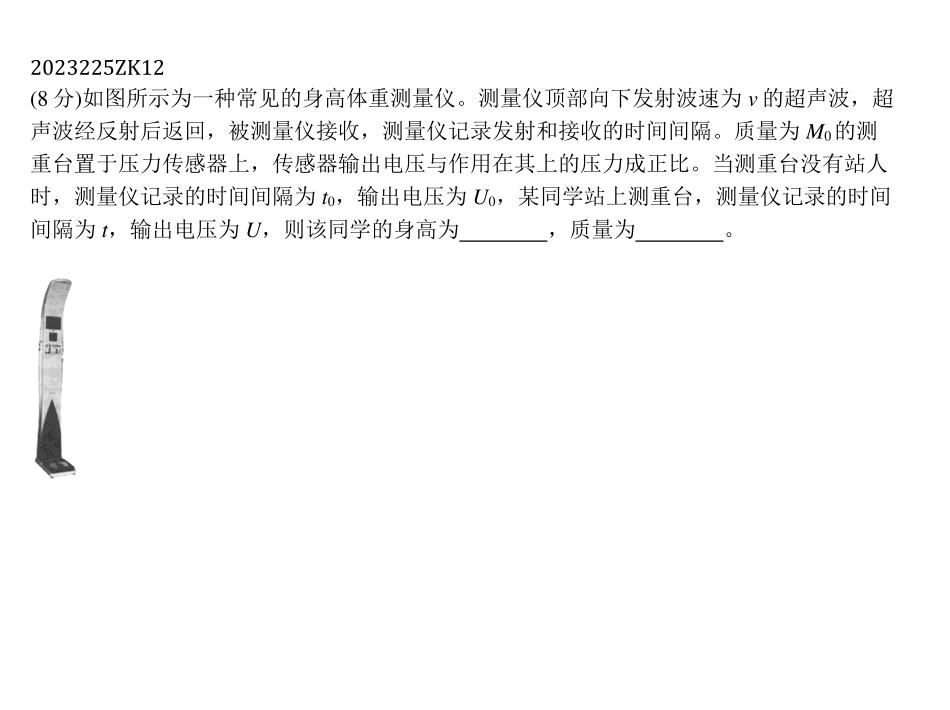 2023225ZK12
(8 分)如图所示为一种常见的身高体重测量仪。测量仪顶部向下发射波速为 v 的超声波，超
声波经反射后返回，被测量仪接收，测量仪记录发射和接收的时间间隔。质量为 M₀的测
重台置于压力传感器上，传感器输出电压与作用在其上的压力成正比。当测重台没有站人
时，测量仪记录的时间间隔为 t₀，输出电压为 U₀，某同学站上测重台，测量仪记录的时间
间隔为 t，输出电压为 U，则该同学的身高为________，质量为________。